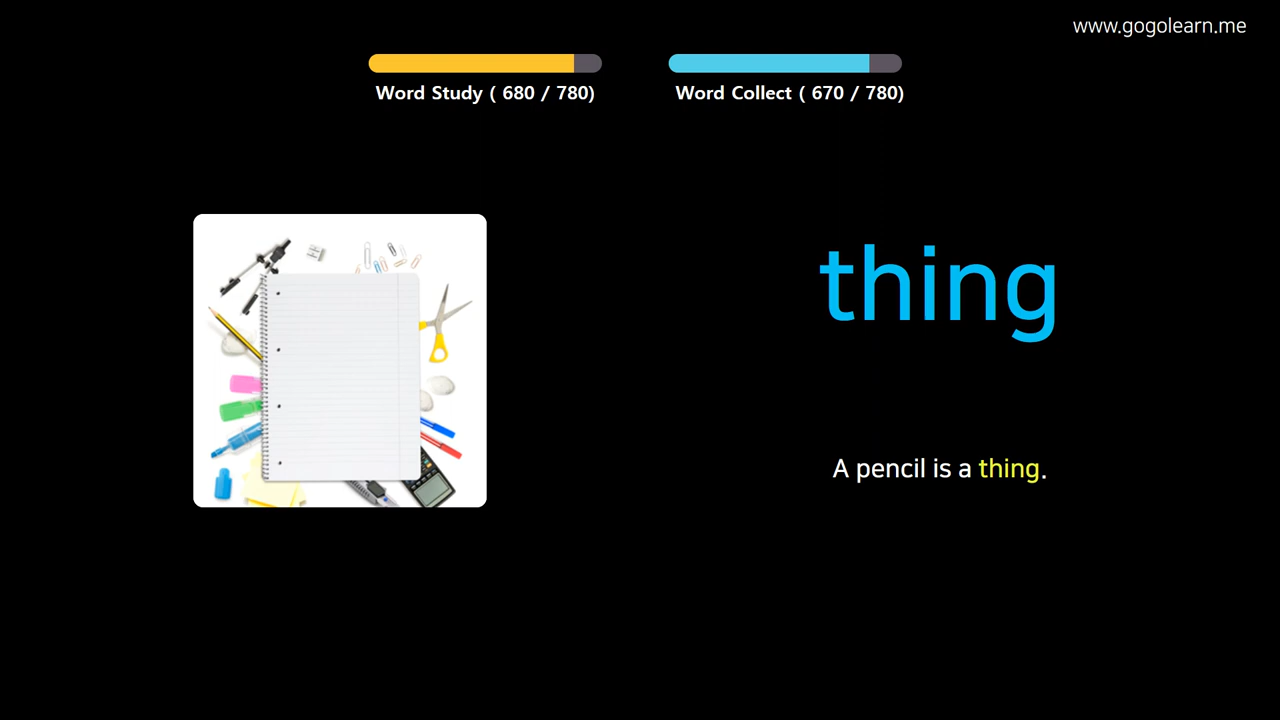 www.gogolearn.me
Word Study ( 680 / 780)
Word Collect ( 670 / 780)
thing
A pencil is a thing.